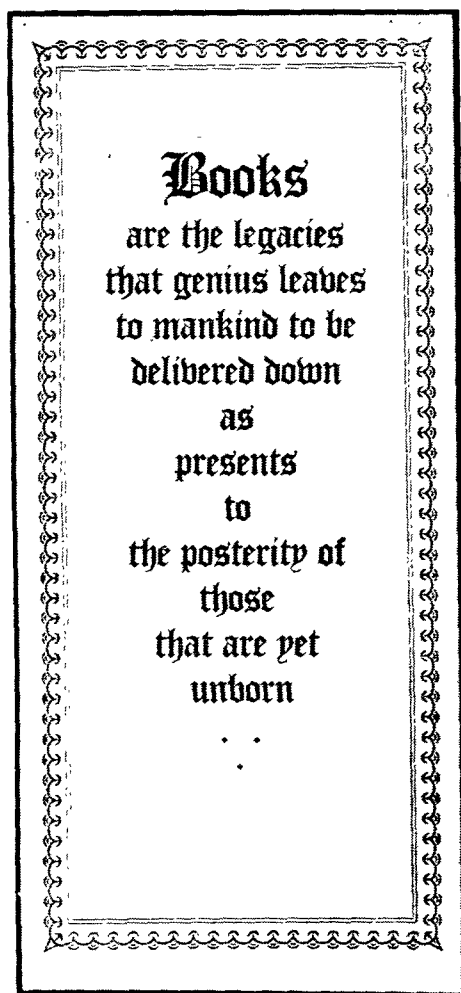 Books
are the legacies
that genius leaves
to mankind to be
delivered down
as
presents
to
the posterity of
those
that are yet
unborn